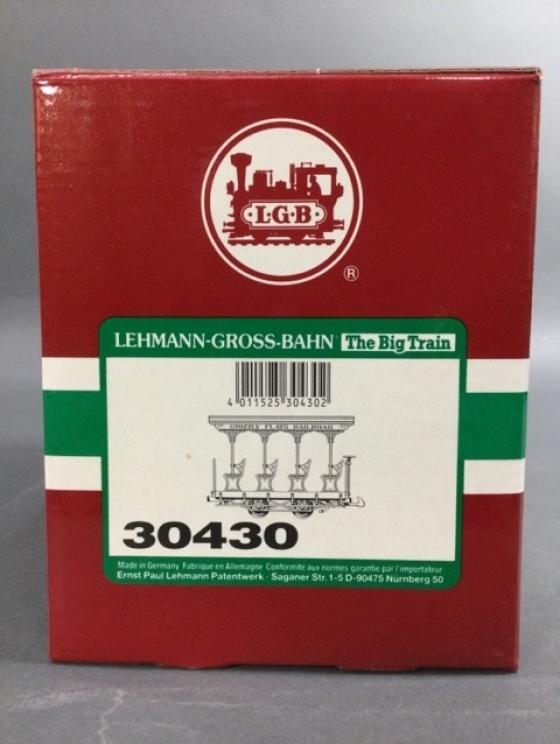 L·G·B
®
LEHMANN-GROSS-BAHN The Big Train
4 011525 304302
GRIZZLY FLATS RAILROAD
30430
Made in Germany Fabriqué en Allemagne Conformité aux normes garantie par l'importateur
Ernst Paul Lehmann Patentwerk · Saganer Str. 1-5 D-90475 Nürnberg 50